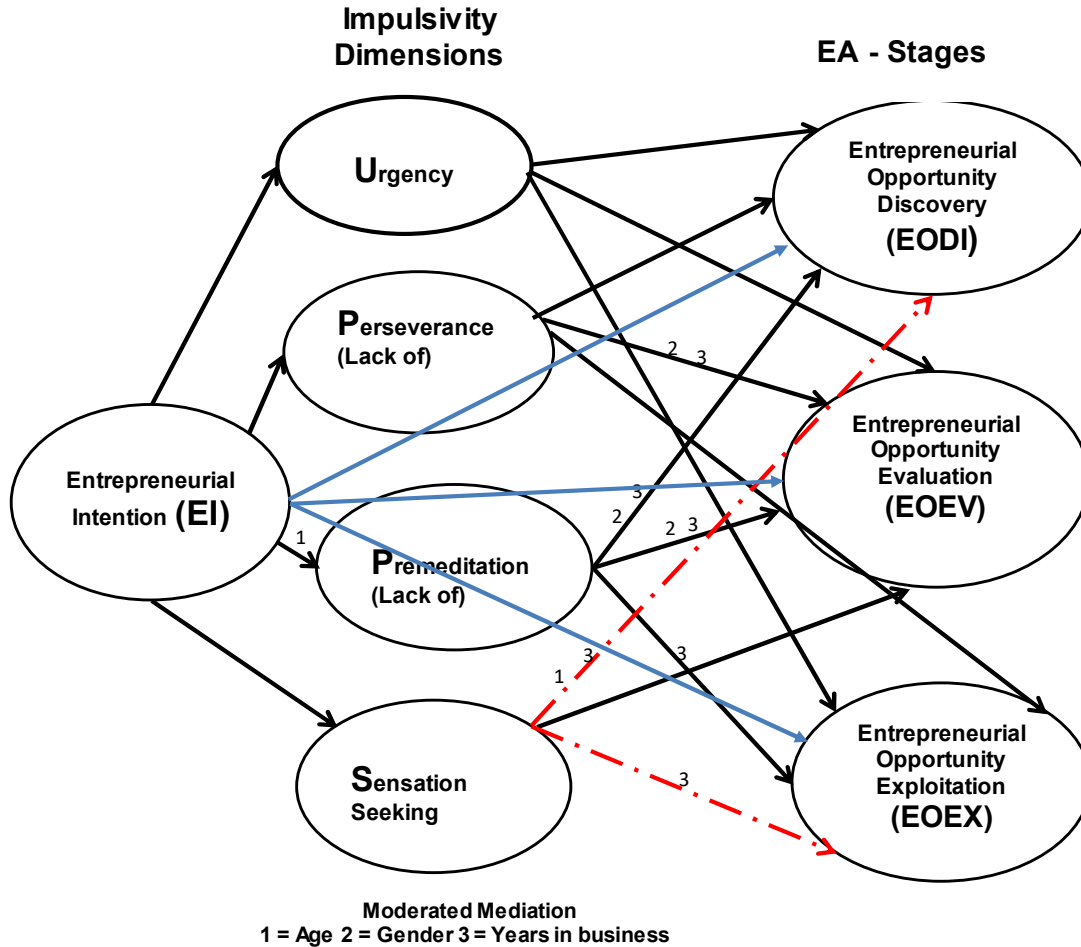 Impulsivity
Dimensions
EA - Stages
Urgency
Entrepreneurial
Opportunity
Discovery
(EODI)
Perseverance
(Lack of)
2 3
Entrepreneurial
Opportunity
Evaluation
(EOEV)
Entrepreneurial
Intention (EI)
3
2
2 3
1
Premeditation
(Lack of)
3
3
1
Entrepreneurial
Opportunity
Exploitation
(EOEX)
Sensation
Seeking
3
Moderated Mediation
1 = Age 2 = Gender 3 = Years in business